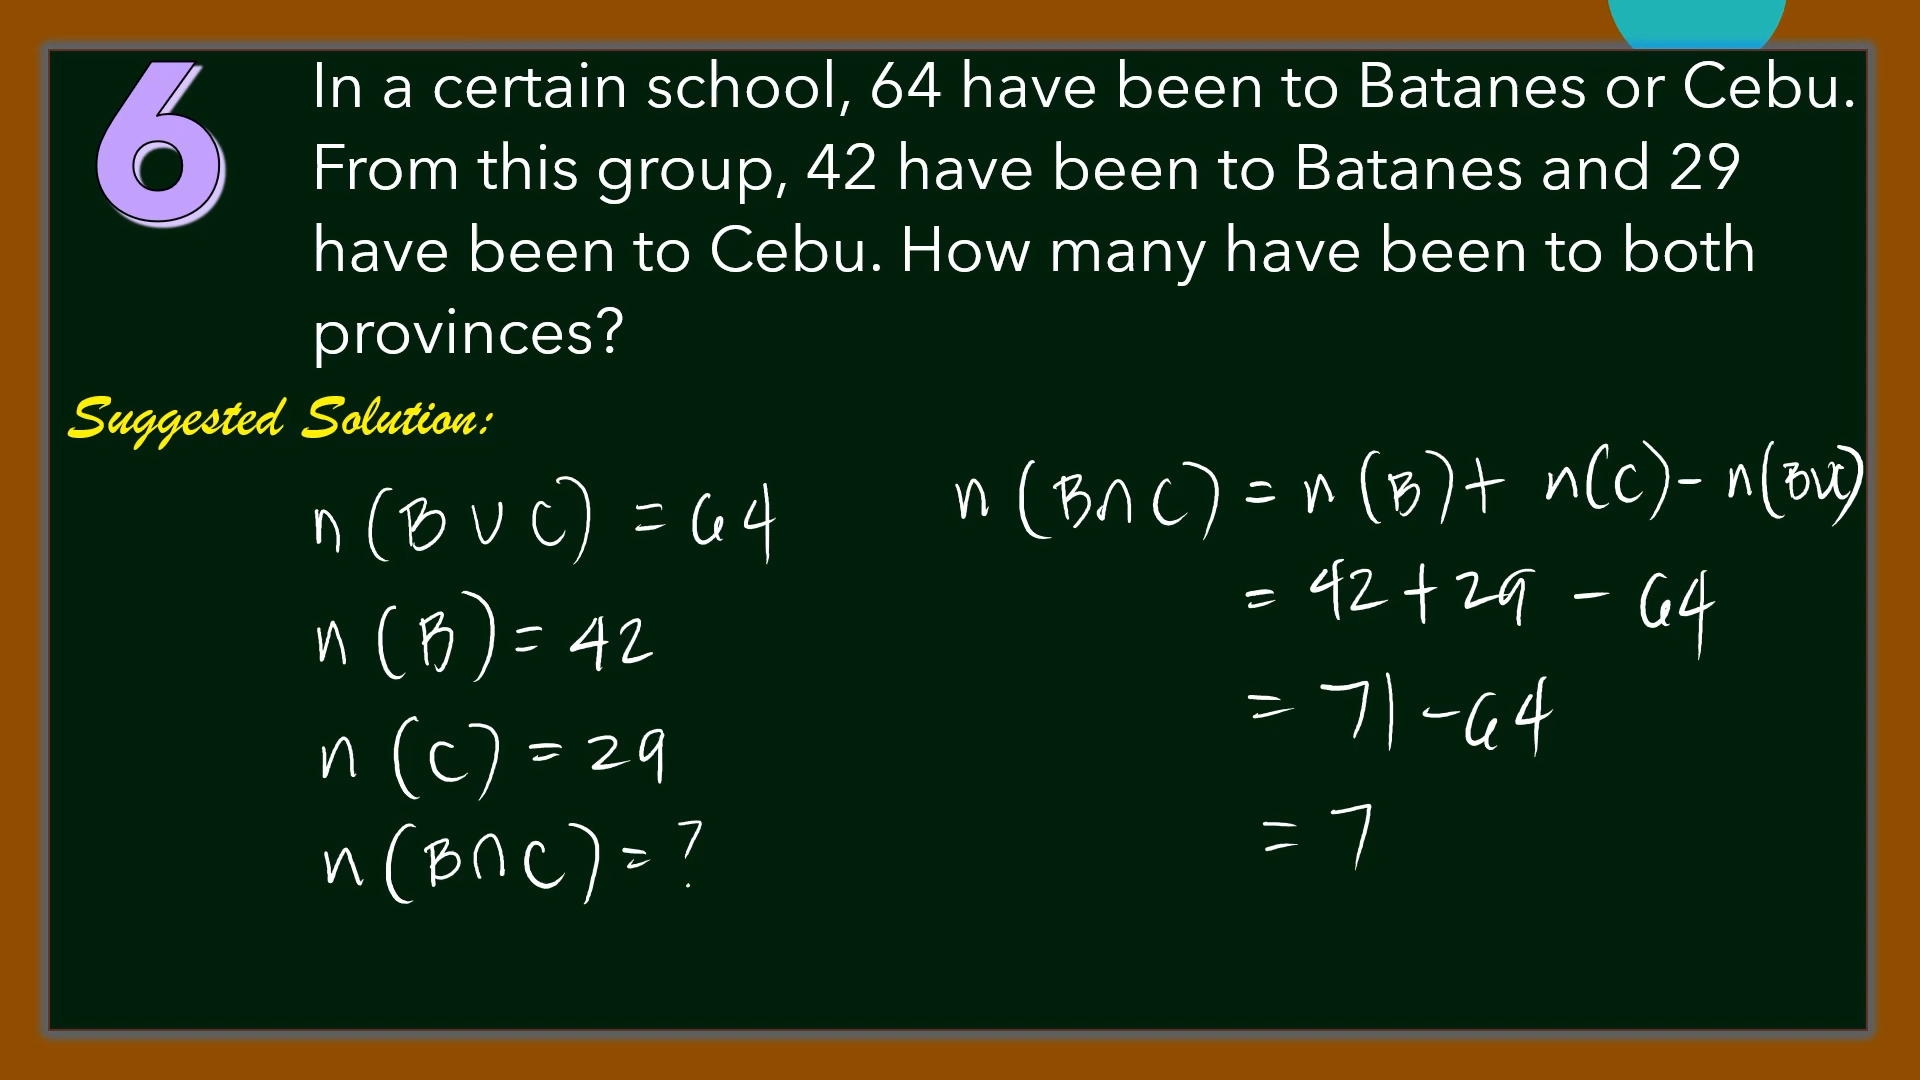 6
In a certain school, 64 have been to Batanes or Cebu.
From this group, 42 have been to Batanes and 29
have been to Cebu. How many have been to both
provinces?
Suggested Solution:
n(B∪C) = 64
n(B) = 42
n(C) = 29
n(B∩C) = ?
n(B∩C) = n(B) + n(C) - n(B∪C)
= 42 + 29 - 64
= 71 - 64
= 7